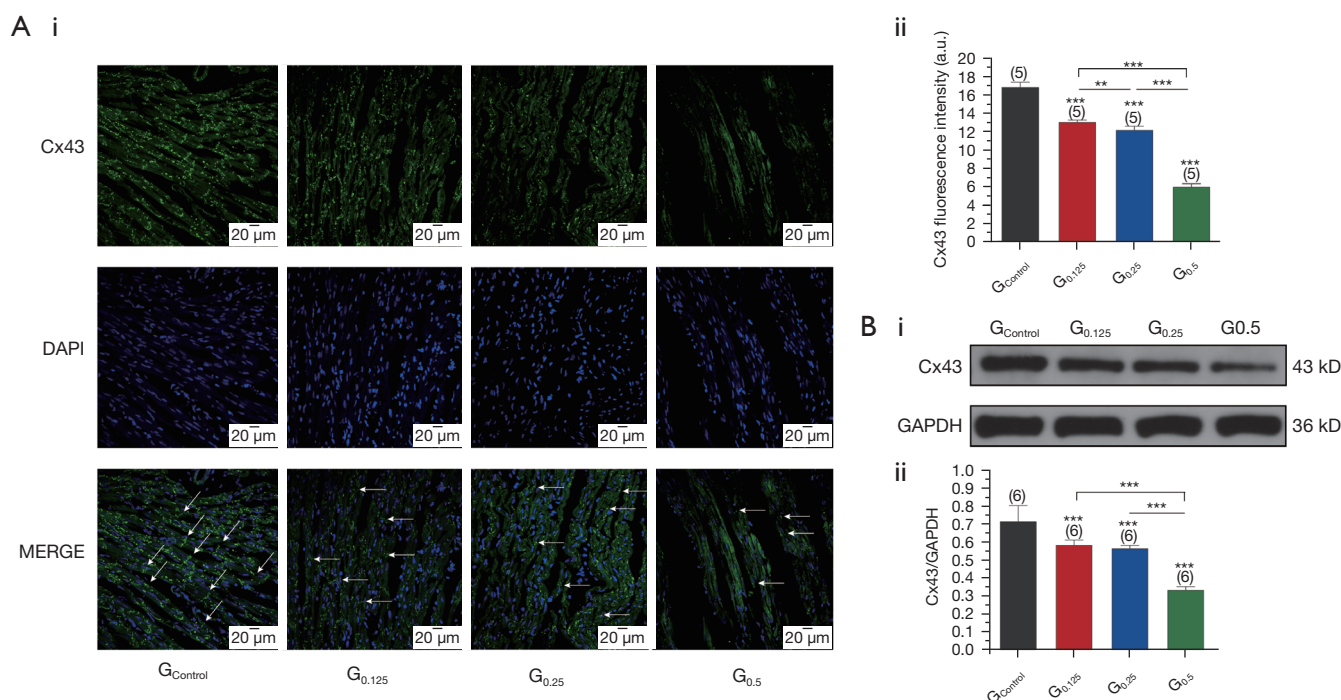 A i
Cx43
20 μm
20 μm
20 μm
20 μm
DAPI
20 μm
20 μm
20 μm
20 μm
MERGE
20 μm
20 μm
20 μm
20 μm
GControl
G0.125
G0.25
G0.5
ii
Cx43 fluorescence intensity (a.u.)
20
18
16
14
12
10
8
6
4
2
0
(5)
***
(5)
***
(5)
***
(5)
***
**
***
GControl
G0.125
G0.25
G0.5
B i
GControl G0.125 G0.25 G0.5
Cx43 43 kD
GAPDH 36 kD
ii
Cx43/GAPDH
1.0
0.9
0.8
0.7
0.6
0.5
0.4
0.3
0.2
0.1
0.0
(6)
***
(6)
***
(6)
***
(6)
***
***
GControl
G0.125
G0.25
G0.5